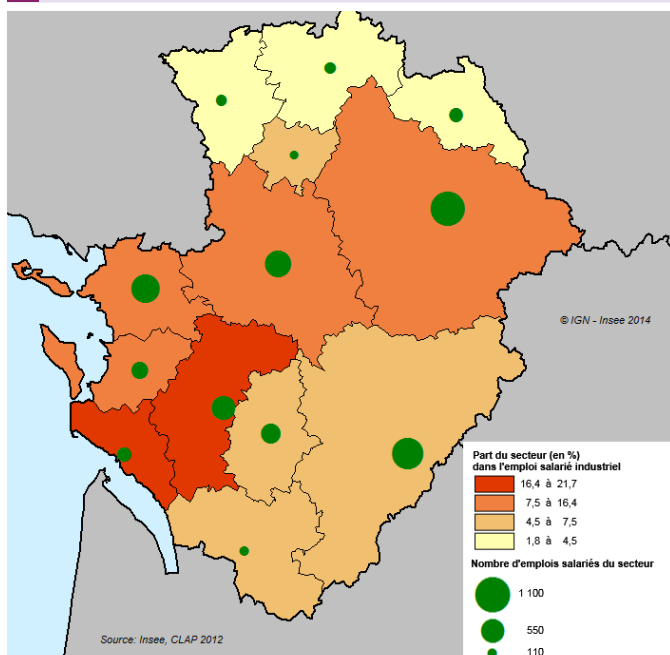 © IGN - Insee 2014
Part du secteur (en %)
dans l'emploi salarié industriel
16,4 à 21,7
7,5 à 16,4
4,5 à 7,5
1,8 à 4,5
Nombre d'emplois salariés du secteur
1 100
550
110
Source: Insee, CLAP 2012